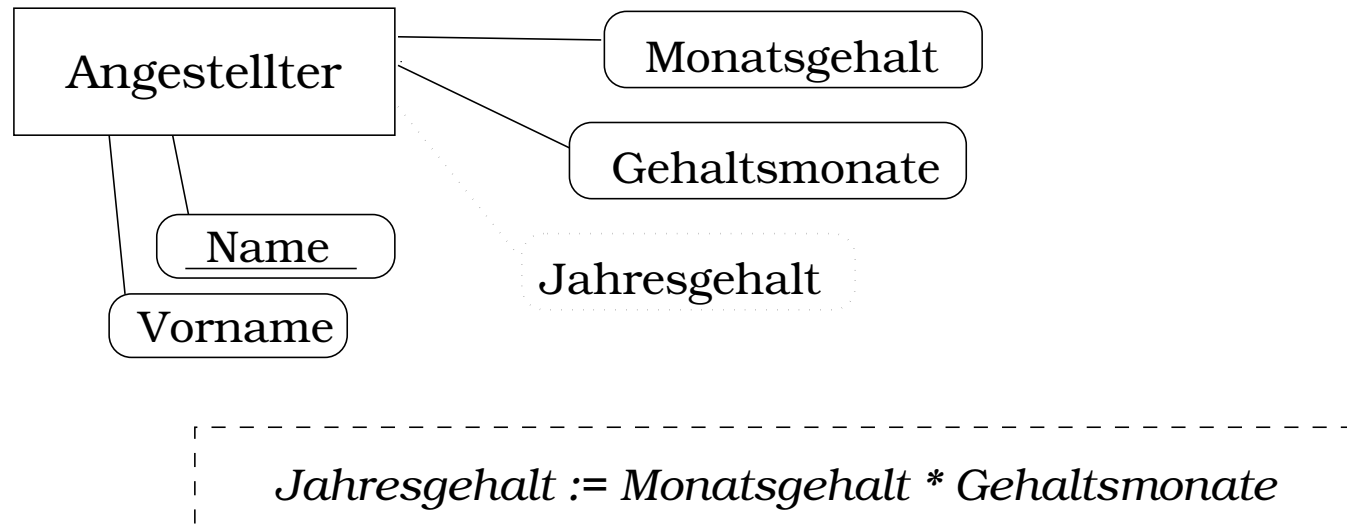 Angestellter
Monatsgehalt
Gehaltsmonate
Name
Jahresgehalt
Vorname
Jahresgehalt := Monatsgehalt * Gehaltsmonate